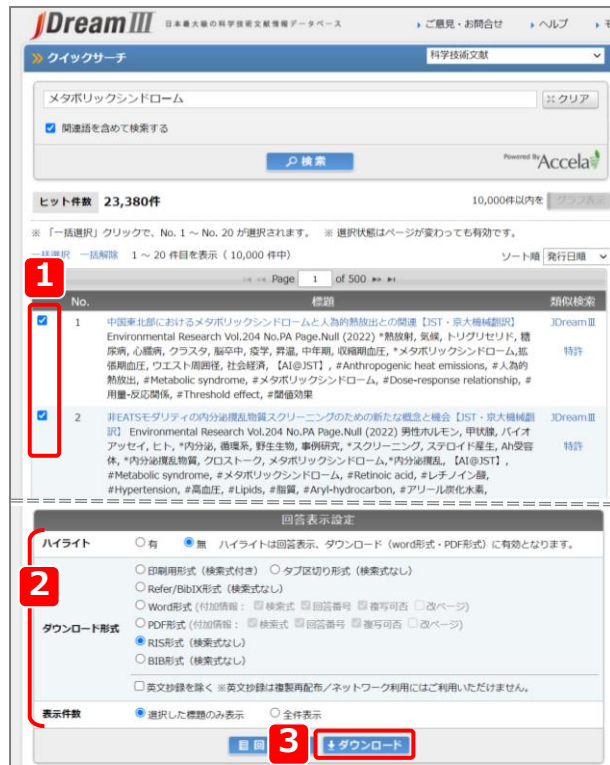 JDreamⅢ 日本最大級の科学技術文献情報データベース ご意見・お問合せ ヘルプ
クイックサーチ 科学技術文献
メタボリックシンドローム クリア
関連語を含めて検索する
検索 Powered By Accela
ヒット件数 23,380件 10,000件以内を グラフ表示
※ 「一括選択」クリックで、No. 1 ~ No. 20 が選択されます。 ※ 選択状態はページが変わっても有効です。
一括選択 一括解除 1 ~ 20 件目を表示 ( 10,000 件中) ソート順 発行日順
1 Page 1 of 500
No. 標題 類似検索
1 中国東北部におけるメタボリックシンドロームと人為的熱放出との関連【JST・京大機械翻訳】 JDreamⅢ
Environmental Research Vol.204 No.PA Page.Null (2022) *熱放射, 気候, トリグリセリド, 糖
尿病, 心臓病, クラスタ, 脳卒中, 疫学, 昇温, 中年期, 収縮期血圧, *メタボリックシンドローム,拡 特許
張期血圧, ウエスト周囲径, 社会経済, 【AI@JST】, #Anthropogenic heat emissions, #人為的
熱放出, #Metabolic syndrome, #メタボリックシンドローム, #Dose-response relationship, #
用量-反応関係, #Threshold effect, #閾値効果
2 非EATSモダリティの内分泌攪乱物質スクリーニングのための新たな概念と機会【JST・京大機械翻 JDreamⅢ
訳】 Environmental Research Vol.204 No.PA Page.Null (2022) 男性ホルモン, 甲状腺, バイオ
アッセイ, ヒト, *内分泌, 循環系, 野生生物, 事例研究, *スクリーニング, ステロイド産生, Ah受容 特許
体, *内分泌攪乱物質, クロストーク, メタボリックシンドローム,*内分泌攪乱, 【AI@JST】,
#Metabolic syndrome, #メタボリックシンドローム, #Retinoic acid, #レチノイン酸,
#Hypertension, #高血圧, #Lipids, #脂質, #Aryl-hydrocarbon, #アリール炭化水素,
回答表示設定
ハイライト 有 無 ハイライトは回答表示、ダウンロード（word形式・PDF形式）に有効となります。
2
ダウンロード形式
印刷用形式（検索式付き） タブ区切り形式（検索式なし）
Refer/BibIX形式（検索式なし）
Word形式 (付加情報： 検索式 回答番号 複写可否 改ページ)
PDF形式 (付加情報： 検索式 回答番号 複写可否 改ページ)
RIS形式（検索式なし）
BIB形式（検索式なし）
英文抄録を除く ※英文抄録は複製再配布／ネットワーク利用にはご利用いただけません。
表示件数 選択した標題のみ表示 全件表示
回 3 ダウンロード